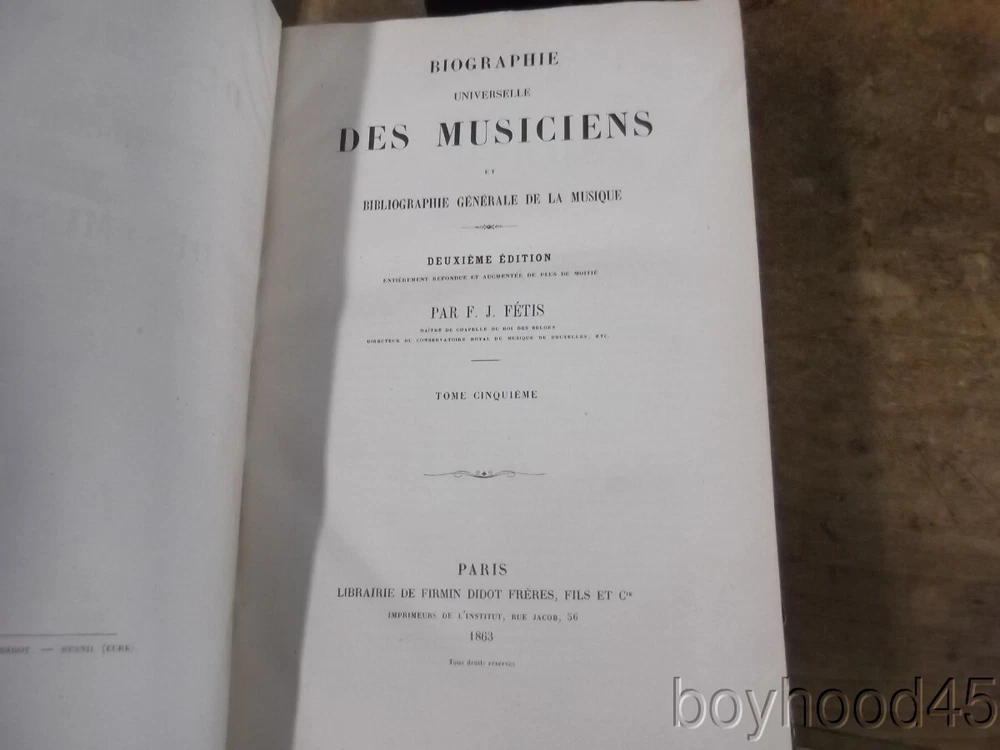 BIOGRAPHIE
UNIVERSELLE
DES MUSICIENS
ET
BIBLIOGRAPHIE GÉNÉRALE DE LA MUSIQUE
DEUXIÈME ÉDITION
ENTIÈREMENT REFONDUE ET AUGMENTÉE DE PLUS DE MOITIÉ
PAR F. J. FÉTIS
MAÎTRE DE CHAPELLE DU ROI DES BELGES
DIRECTEUR DU CONSERVATOIRE ROYAL DE MUSIQUE DE BRUXELLES, ETC.
TOME CINQUIÈME
PARIS
LIBRAIRIE DE FIRMIN DIDOT FRÈRES, FILS ET Cie
IMPRIMEURS DE L'INSTITUT, RUE JACOB, 56
1863
Tous droits réservés
— MESNIL (EURE).
boyhood45